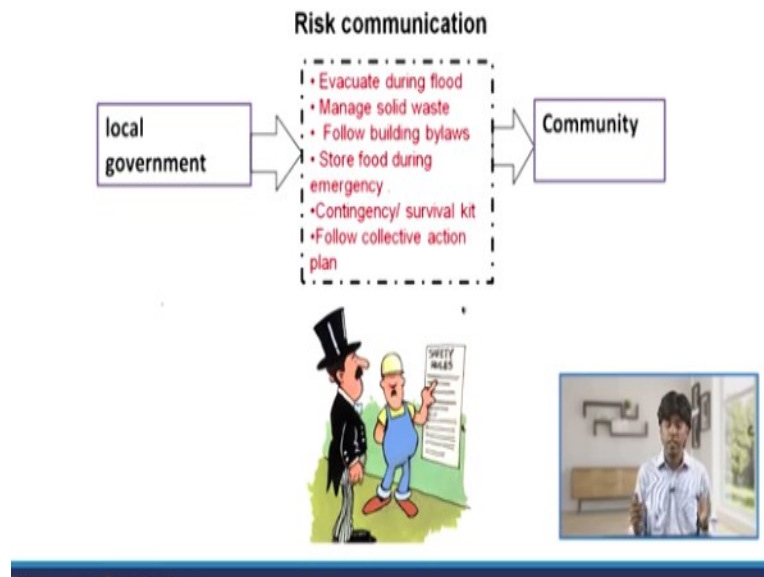 Risk communication
local
government
• Evacuate during flood
• Manage solid waste
• Follow building bylaws
• Store food during
emergency .
•Contingency/ survival kit
•Follow collective action
plan
Community
SAFETY
RULES